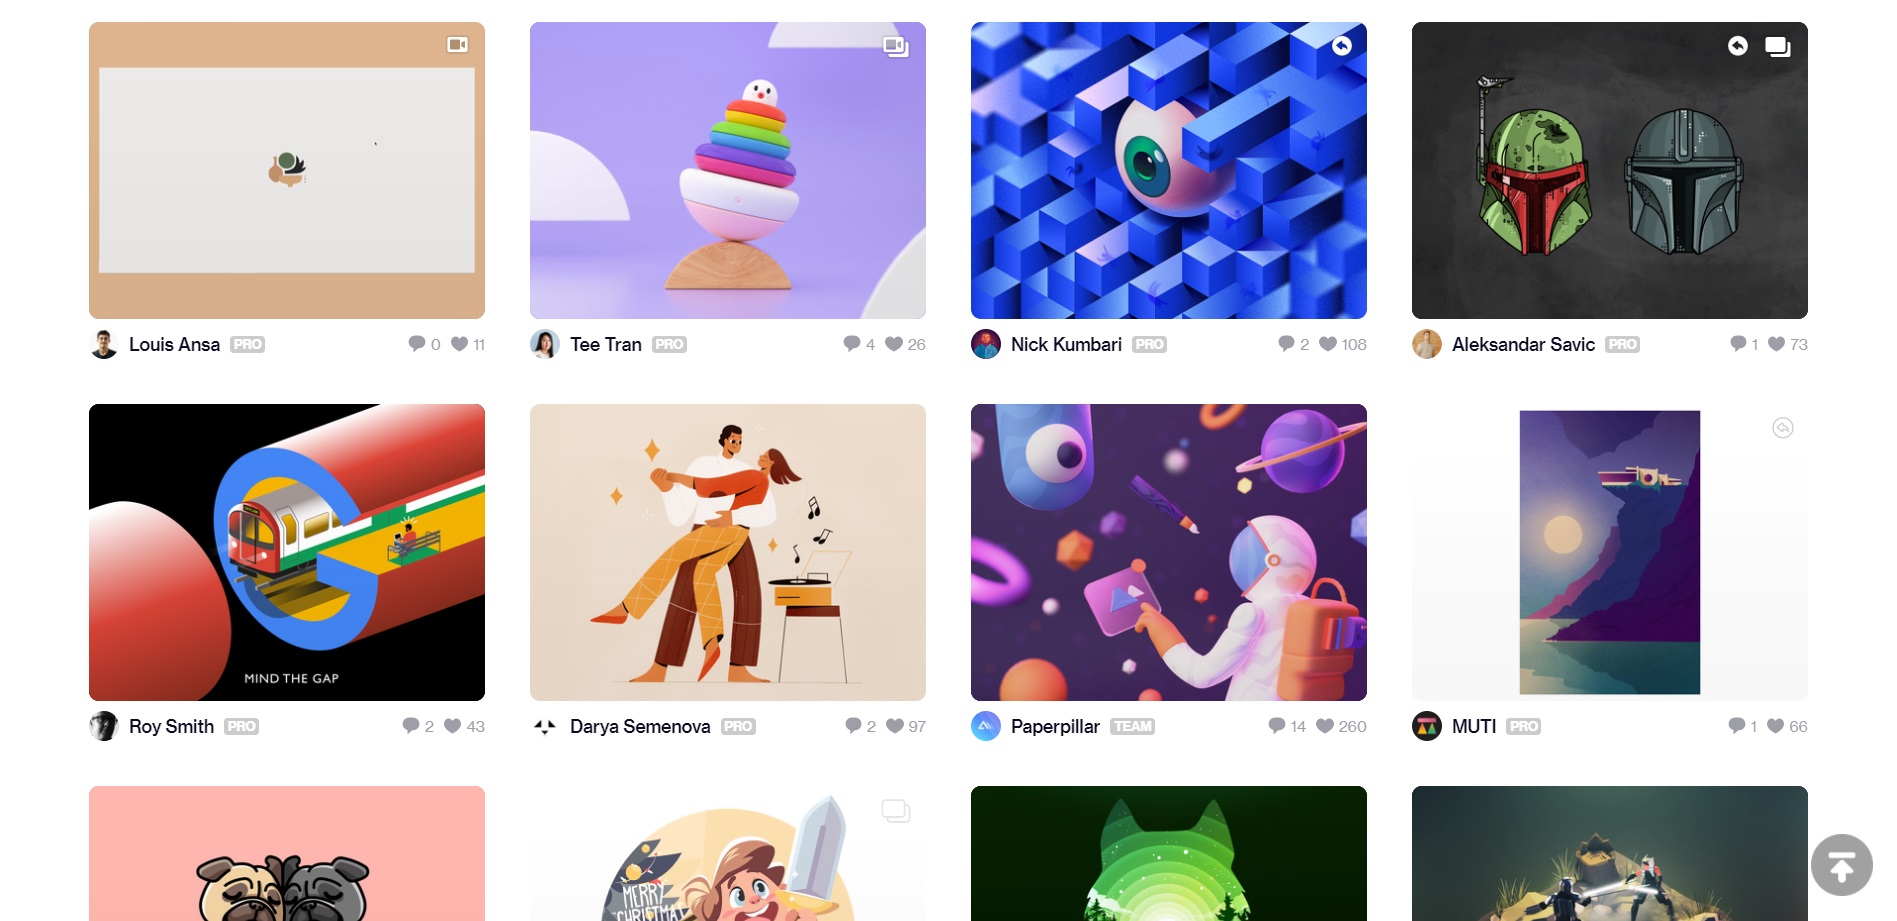 Louis Ansa PRO 0 11
Tee Tran PRO 4 26
Nick Kumbari PRO 2 108
Aleksandar Savic PRO 1 73
MIND THE GAP
Roy Smith PRO 2 43
Darya Semenova PRO 2 97
Paperpillar TEAM 14 260
MUTI PRO 1 66
MERRY
CHRISTMA